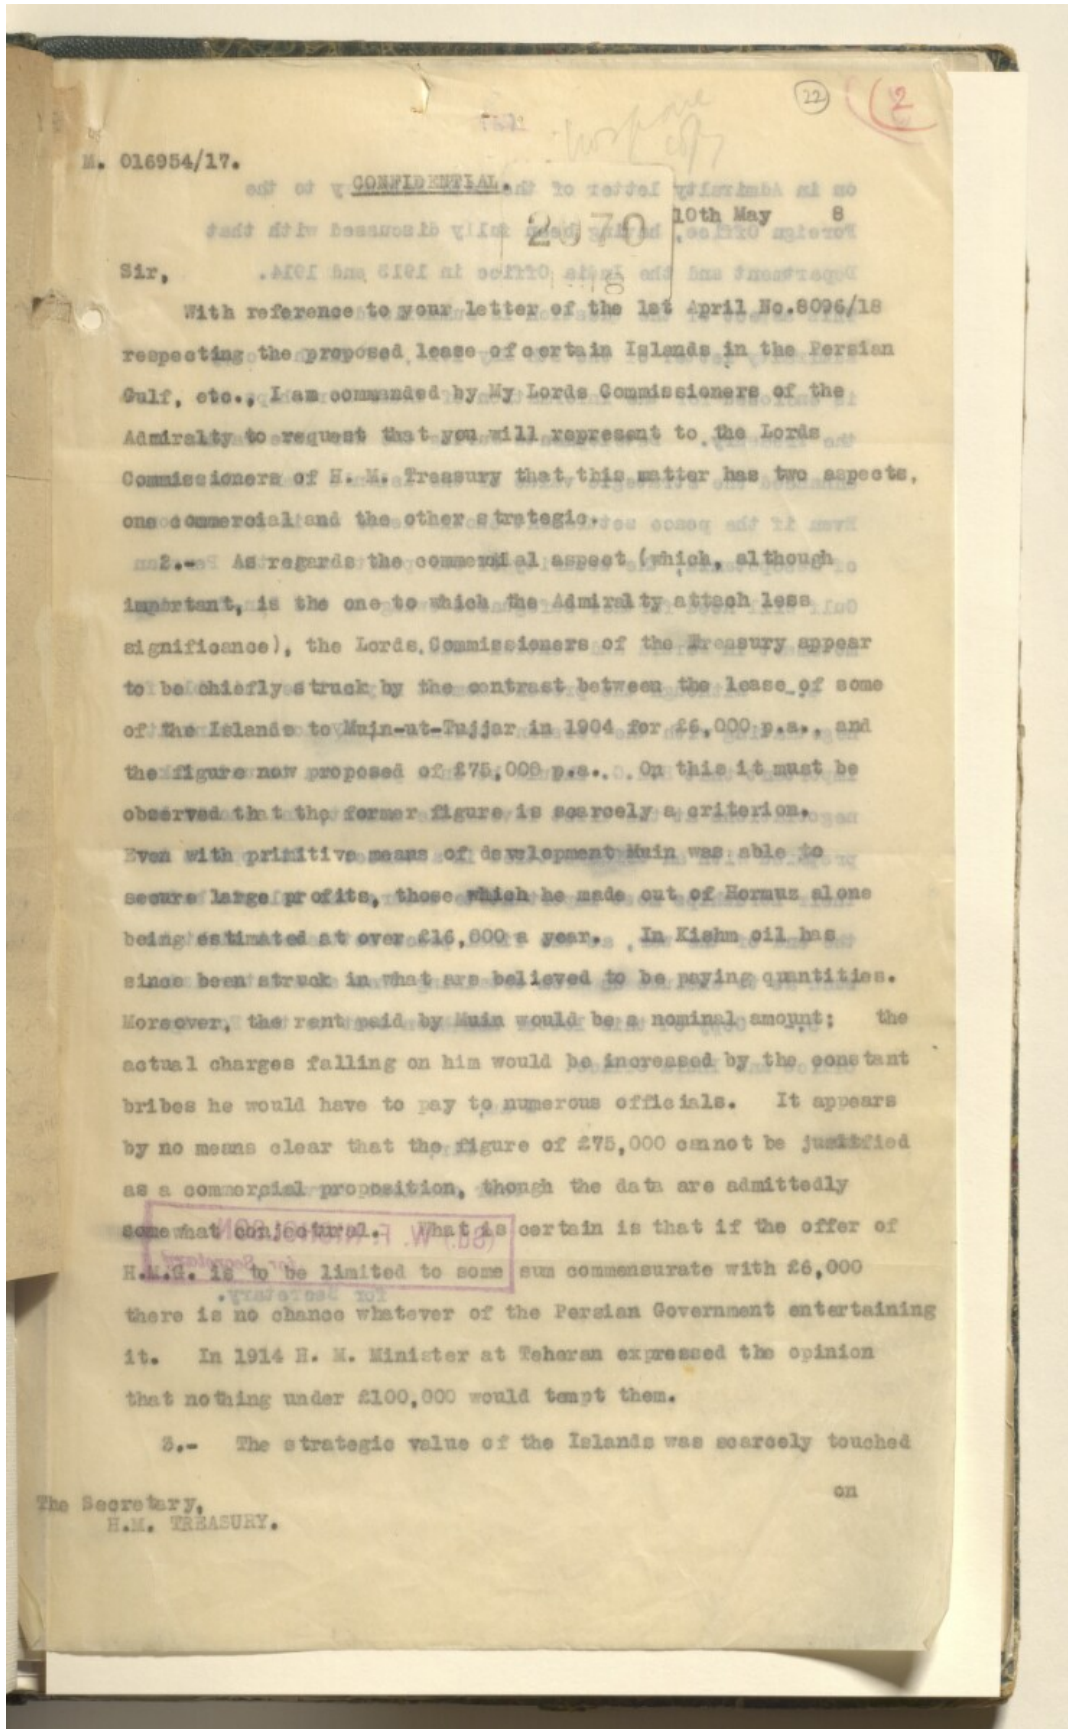 22
2
M. 016954/17.
CONFIDENTIAL.
2070
1918
10th May 8
Sir,
With reference to your letter of the 1st April No.8096/18
respecting the proposed lease of certain Islands in the Persian
Gulf, etc., I am commanded by My Lords Commissioners of the
Admiralty to request that you will represent to the Lords
Commissioners of H. M. Treasury that this matter has two aspects,
one commercial and the other strategic.
2.- As regards the commercial aspect (which, although
important, is the one to which the Admiralty attach less
significance), the Lords Commissioners of the Treasury appear
to be chiefly struck by the contrast between the lease of some
of the Islands to Muin-ut-Tujjar in 1904 for £6,000 p.a., and
the figure now proposed of £75,000 p.a.. On this it must be
observed that the former figure is scarcely a criterion.
Even with primitive means of development Muin was able to
secure large profits, those which he made out of Hormuz alone
being estimated at over £16,000 a year. In Kishm oil has
since been struck in what are believed to be paying quantities.
Moreover, the rent paid by Muin would be a nominal amount; the
actual charges falling on him would be increased by the constant
bribes he would have to pay to numerous officials. It appears
by no means clear that the figure of £75,000 cannot be justified
as a commercial proposition, though the data are admittedly
somewhat conjectural. What is certain is that if the offer of
H.M.G. is to be limited to some sum commensurate with £6,000
there is no chance whatever of the Persian Government entertaining
it. In 1914 H. M. Minister at Teheran expressed the opinion
that nothing under £100,000 would tempt them.
3.- The strategic value of the Islands was scarcely touched
on
The Secretary,
H.M. TREASURY.